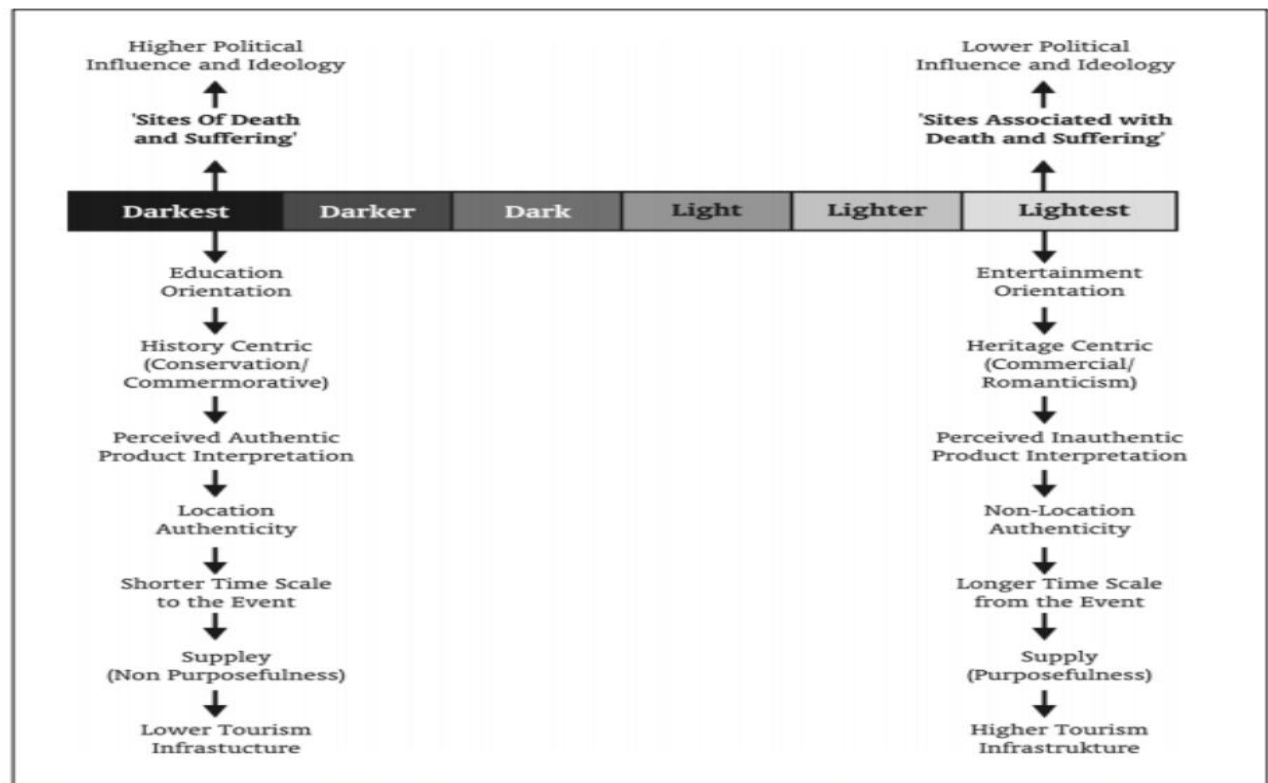 Higher Political
Influence and Ideology
'Sites Of Death
and Suffering'
Lower Political
Influence and Ideology
'Sites Associated with
Death and Suffering'
Darkest
Darker
Dark
Light
Lighter
Lightest
Education
Orientation
History Centric
(Conservation/
Commermorative)
Perceived Authentic
Product Interpretation
Location
Authenticity
Shorter Time Scale
to the Event
Suppley
(Non Purposefulness)
Lower Tourism
Infrastucture
Entertainment
Orientation
Heritage Centric
(Commercial/
Romanticism)
Perceived Inauthentic
Product Interpretation
Non-Location
Authenticity
Longer Time Scale
from the Event
Supply
(Purposefulness)
Higher Tourism
Infrastrukture